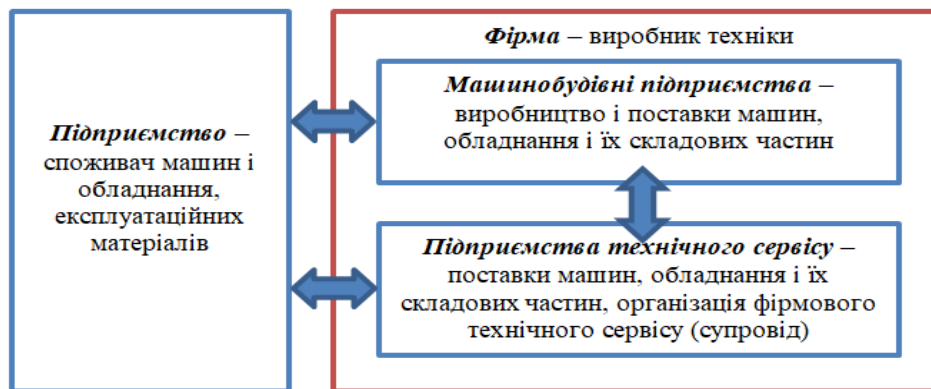 Підприємство –
споживач машин і
обладнання,
експлуатаційних
матеріалів
Фірма – виробник техніки
Машинобудівні підприємства –
виробництво і поставки машин,
обладнання і їх складових частин
Підприємства технічного сервісу –
поставки машин, обладнання і їх
складових частин, організація фірмового
технічного сервісу (супровід)